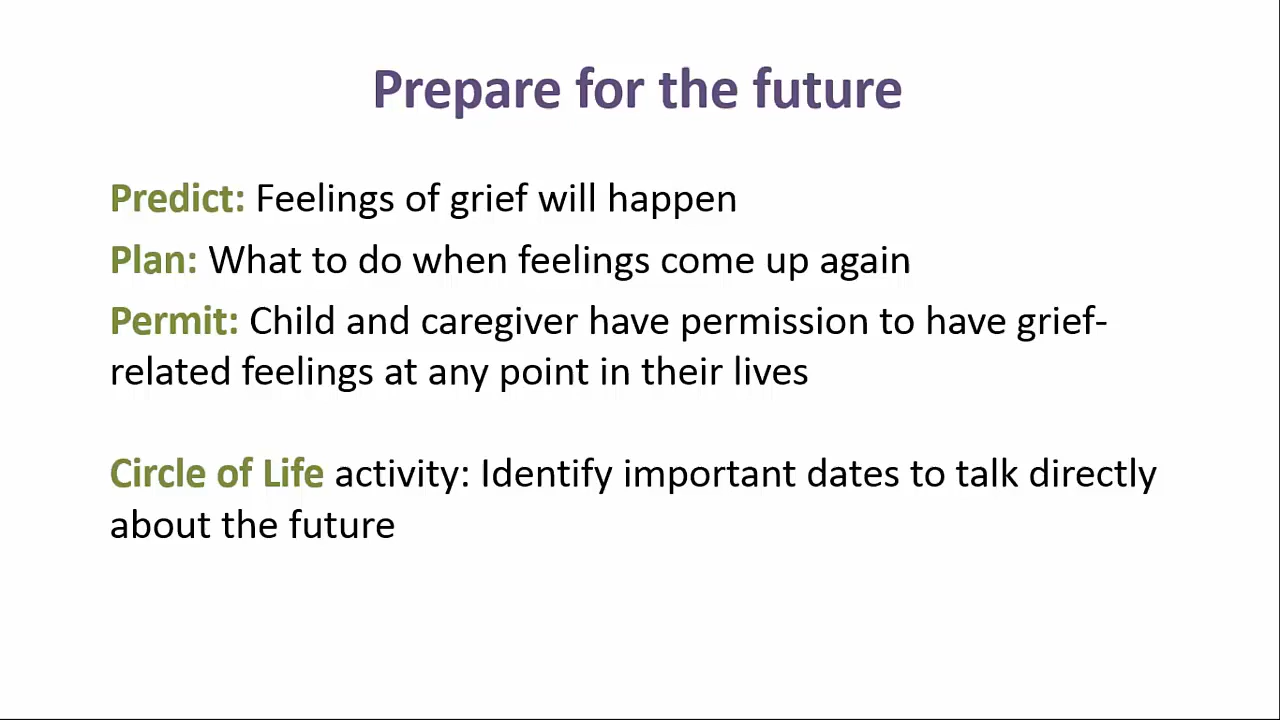 Prepare for the future
Predict: Feelings of grief will happen
Plan: What to do when feelings come up again
Permit: Child and caregiver have permission to have grief-
related feelings at any point in their lives
Circle of Life activity: Identify important dates to talk directly
about the future